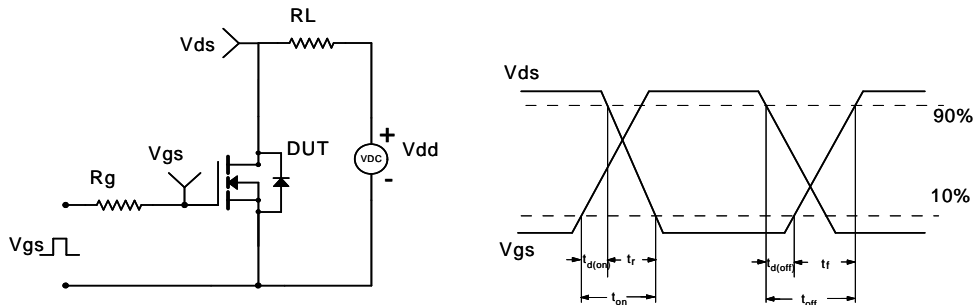 RL
Vds
DUT
Vgs
Rg
+
VDC
Vdd
-
Vgs
Vds
90%
10%
Vgs
td(on)
tr
td(off)
tf
ton
toff